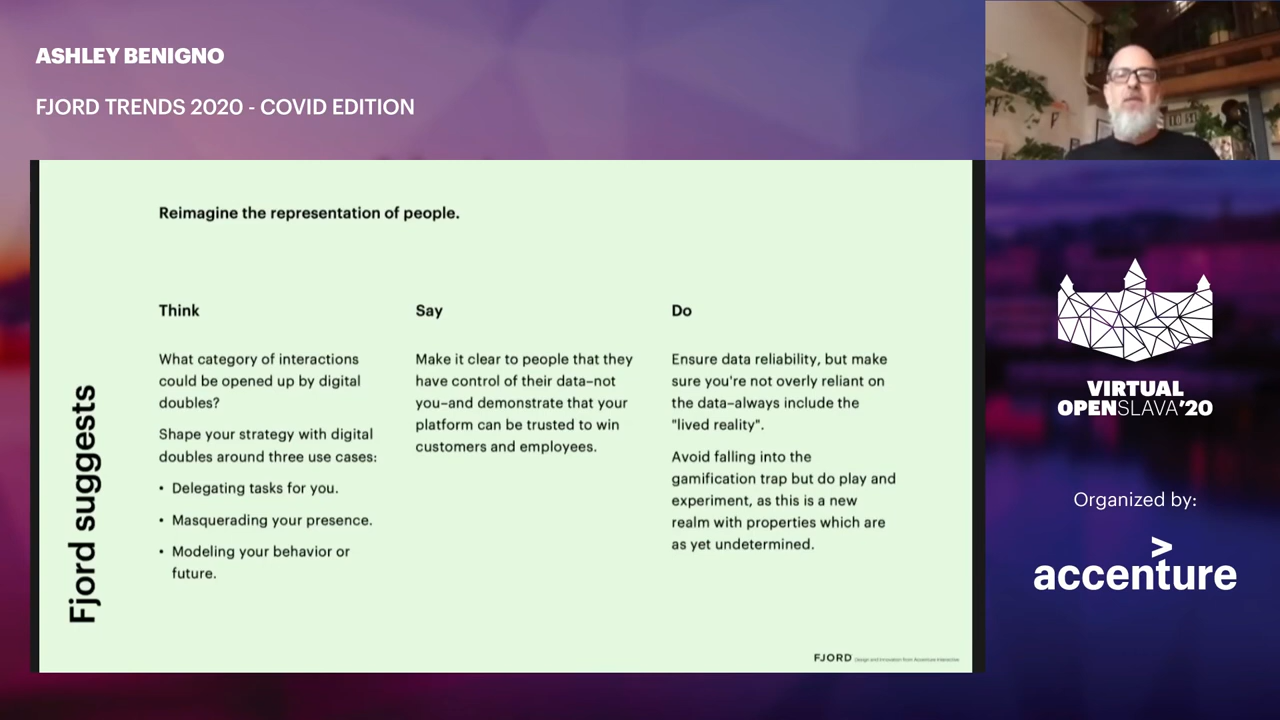 ASHLEY BENIGNO
FJORD TRENDS 2020 - COVID EDITION
Reimagine the representation of people.
Fjord suggests
Think
What category of interactions
could be opened up by digital
doubles?
Shape your strategy with digital
doubles around three use cases:
• Delegating tasks for you.
• Masquerading your presence.
• Modeling your behavior or
future.
Say
Make it clear to people that they
have control of their data–not
you–and demonstrate that your
platform can be trusted to win
customers and employees.
Do
Ensure data reliability, but make
sure you're not overly reliant on
the data–always include the
"lived reality".
Avoid falling into the
gamification trap but do play and
experiment, as this is a new
realm with properties which are
as yet undetermined.
FJORD Design and Innovation from Accenture Interactive
VIRTUAL
OPENSLAVA'20
Organized by:
accenture